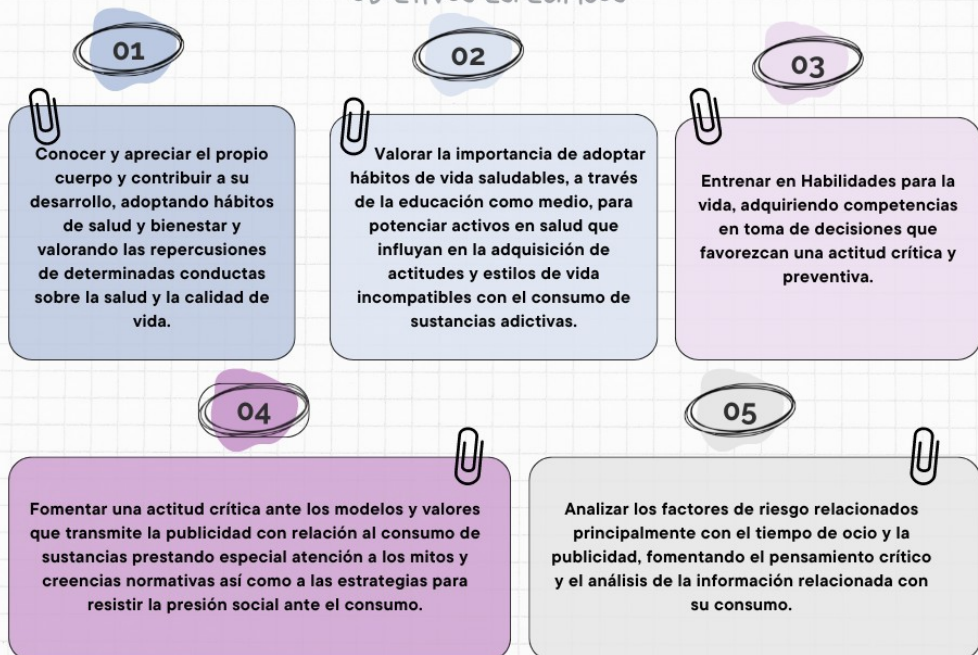 01
Conocer y apreciar el propio
cuerpo y contribuir a su
desarrollo, adoptando hábitos
de salud y bienestar y
valorando las repercusiones
de determinadas conductas
sobre la salud y la calidad de
vida.
02
Valorar la importancia de adoptar
hábitos de vida saludables, a través
de la educación como medio, para
potenciar activos en salud que
influyan en la adquisición de
actitudes y estilos de vida
incompatibles con el consumo de
sustancias adictivas.
03
Entrenar en Habilidades para la
vida, adquiriendo competencias
en toma de decisiones que
favorezcan una actitud crítica y
preventiva.
04
Fomentar una actitud crítica ante los modelos y valores
que transmite la publicidad con relación al consumo de
sustancias prestando especial atención a los mitos y
creencias normativas así como a las estrategias para
resistir la presión social ante el consumo.
05
Analizar los factores de riesgo relacionados
principalmente con el tiempo de ocio y la
publicidad, fomentando el pensamiento crítico
y el análisis de la información relacionada con
su consumo.